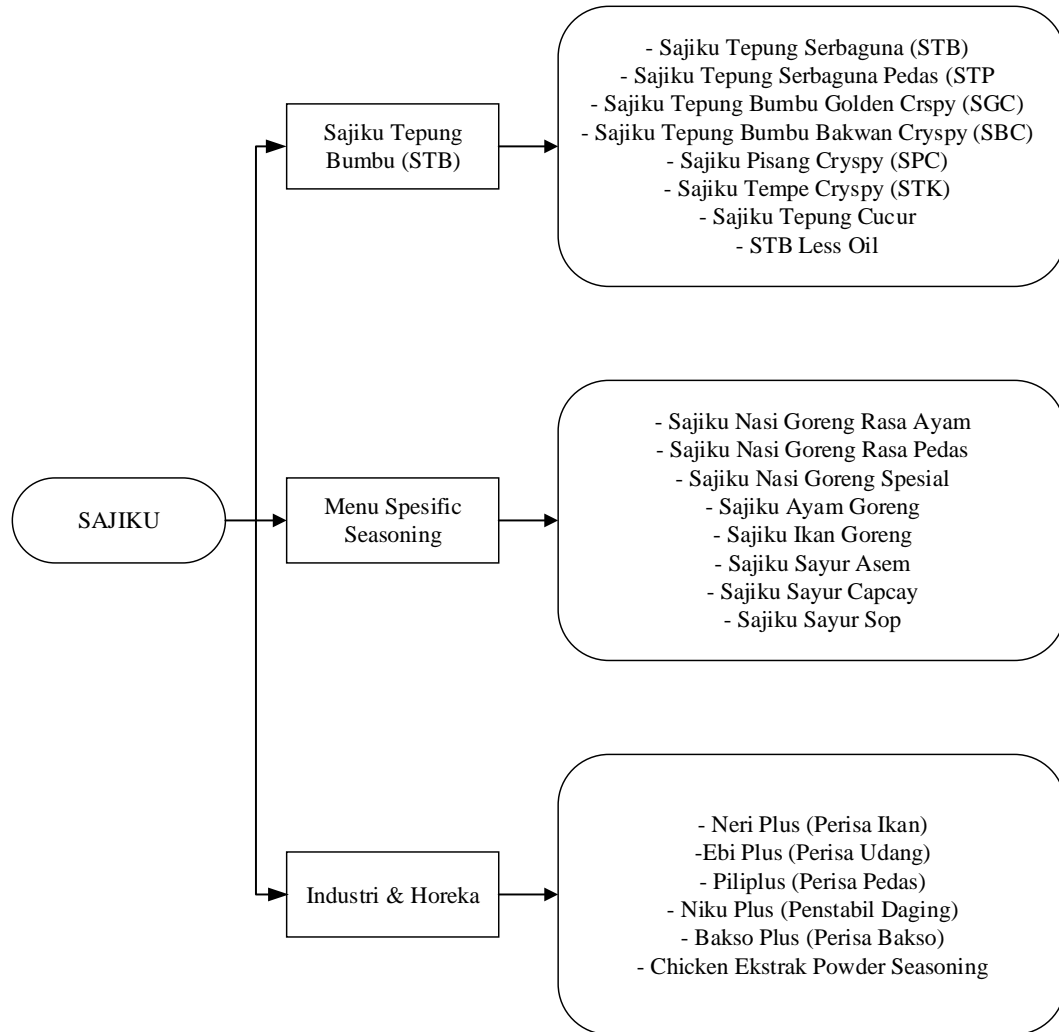 SAJIKU
Sajiku Tepung
Bumbu (STB)
- Sajiku Tepung Serbaguna (STB)
- Sajiku Tepung Serbaguna Pedas (STP
- Sajiku Tepung Bumbu Golden Crspy (SGC)
- Sajiku Tepung Bumbu Bakwan Cryspy (SBC)
- Sajiku Pisang Cryspy (SPC)
- Sajiku Tempe Cryspy (STK)
- Sajiku Tepung Cucur
- STB Less Oil
Menu Spesific
Seasoning
- Sajiku Nasi Goreng Rasa Ayam
- Sajiku Nasi Goreng Rasa Pedas
- Sajiku Nasi Goreng Spesial
- Sajiku Ayam Goreng
- Sajiku Ikan Goreng
- Sajiku Sayur Asem
- Sajiku Sayur Capcay
- Sajiku Sayur Sop
Industri & Horeka
- Neri Plus (Perisa Ikan)
-Ebi Plus (Perisa Udang)
- Piliplus (Perisa Pedas)
- Niku Plus (Penstabil Daging)
- Bakso Plus (Perisa Bakso)
- Chicken Ekstrak Powder Seasoning